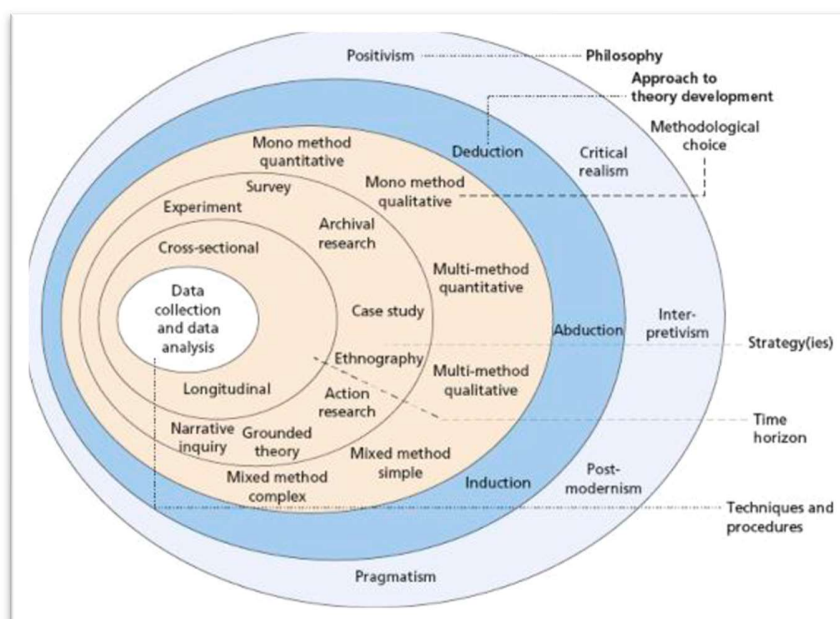 Positivism
Philosophy
Approach to
theory development
Methodological
choice
Mono method
quantitative
Deduction
Critical
realism
Survey
Mono method
qualitative
Experiment
Archival
research
Cross-sectional
Multi-method
quantitative
Data
collection
and data
analysis
Case study
Inter-
pretivism
Abduction
Strategy(ies)
Ethnography
Multi-method
qualitative
Longitudinal
Action
research
Time
horizon
Narrative
inquiry
Grounded
theory
Mixed method
simple
Mixed method
complex
Induction
Post-
modernism
Techniques and
procedures
Pragmatism